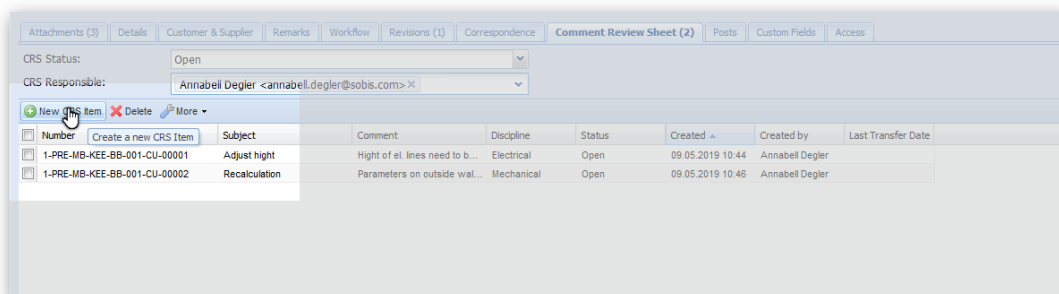 Attachments (3) Details Customer & Supplier Remarks Workflow Revisions (1) Correspondence Comment Review Sheet (2) Posts Custom Fields Access
CRS Status: Open
CRS Responsible: Annabell Degler <annabell.degler@sobis.com>
New CRS Item Delete More
Number Subject Comment Discipline Status Created Created by Last Transfer Date
Create a new CRS Item
1-PRE-MB-KEE-BB-001-CU-00001 Adjust hight Hight of el. lines need to b... Electrical Open 09.05.2019 10:44 Annabell Degler
1-PRE-MB-KEE-BB-001-CU-00002 Recalculation Parameters on outside wal... Mechanical Open 09.05.2019 10:46 Annabell Degler